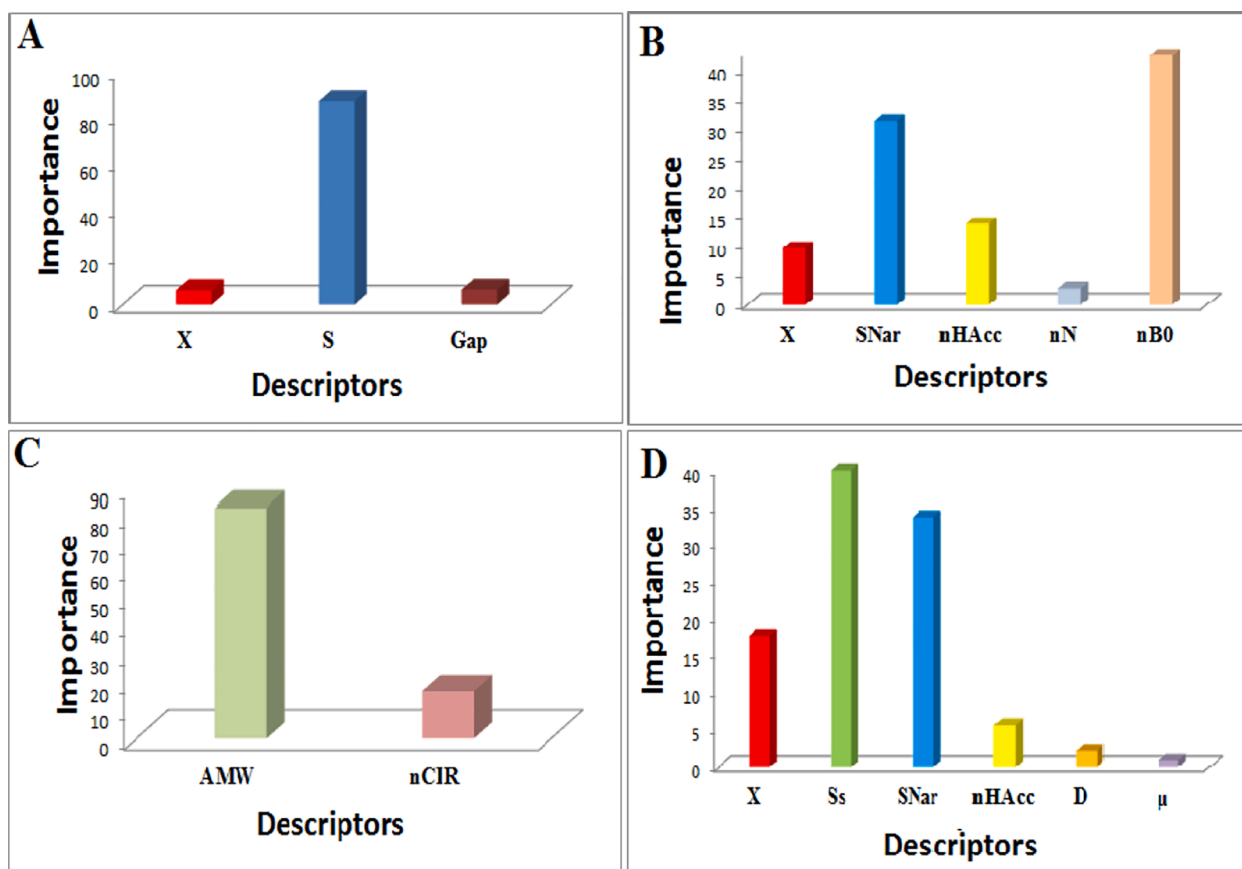 A
Importance
100
80
60
40
20
0
X S Gap
Descriptors
B
Importance
40
35
30
25
20
15
10
5
0
X SNar nHAcc nN nB0
Descriptors
C
Importance
90
80
70
60
50
40
30
20
10
0
AMW nCIR
Descriptors
D
Importance
40
35
30
25
20
15
10
5
0
X Ss SNar nHAcc D µ
Descriptors